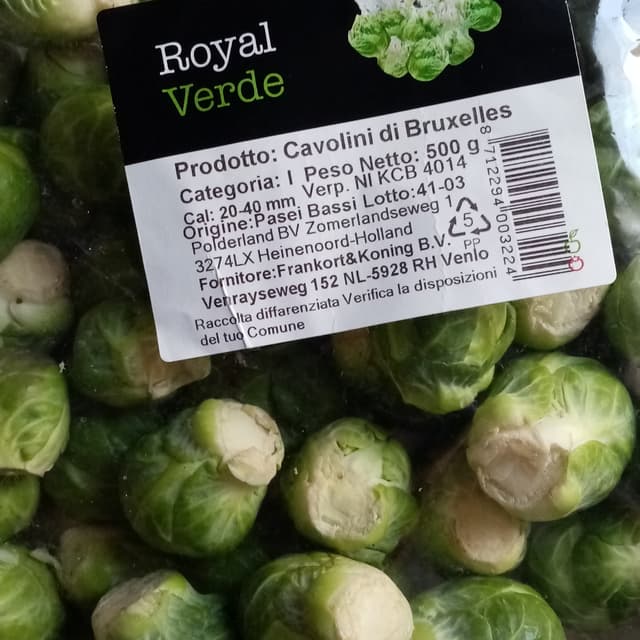 Royal
Verde
Prodotto: Cavolini di Bruxelles
Categoria: I Peso Netto: 500 g
Cal: 20-40 mm Verp. NI KCB 4014
Origine:Pasei Bassi Lotto:41-03
Polderland BV Zomerlandseweg 1
3274LX Heinenoord-Holland
Fornitore:Frankort&Koning B.V.
Venrayseweg 152 NL-5928 RH Venlo
Raccolta diffarenziata Verifica la disposizioni
del tuo Comune
5
PP
8 712294 003224